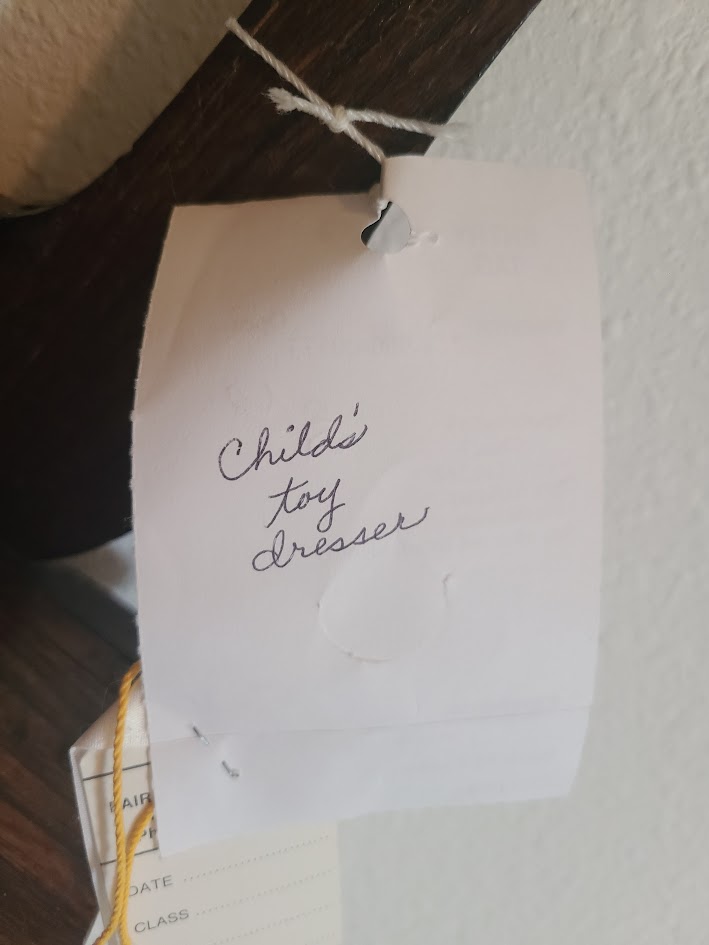 Child's
toy
dresser
DATE
CLASS